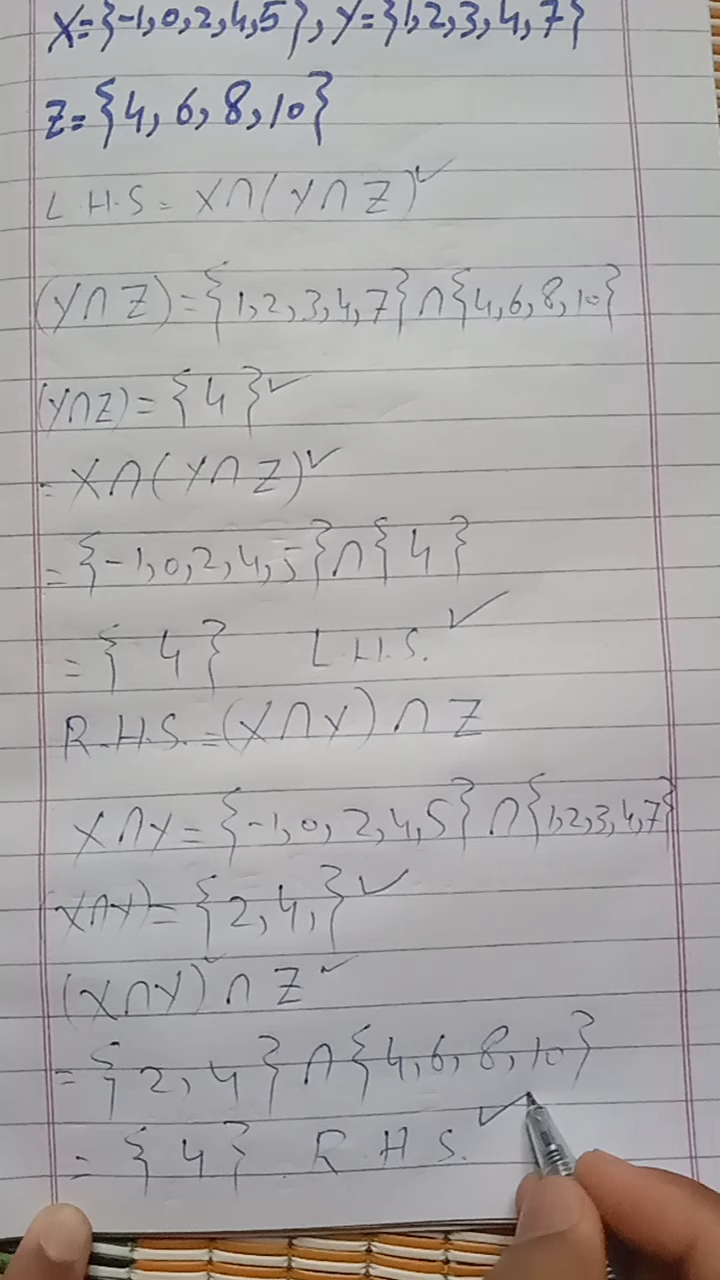 X={-1,0,2,4,5}, Y={1,2,3,4,7}
Z={4, 6, 8, 10}
L.H.S = X∩(Y∩Z)✓
(Y∩Z)={1,2,3,4,7}∩{4,6,8,10}
(Y∩Z)={4}✓
= X∩(Y∩Z)✓
={-1,0,2,4,5}∩{4}
={4} L.H.S. ✓
R.H.S.=(X∩Y)∩Z
X∩Y={-1,0,2,4,5}∩{1,2,3,4,7}
(X∩Y)={2,4,}✓
(X∩Y)∩Z✓
={2,4}∩{4,6,8,10}
={4} R.H.S.✓